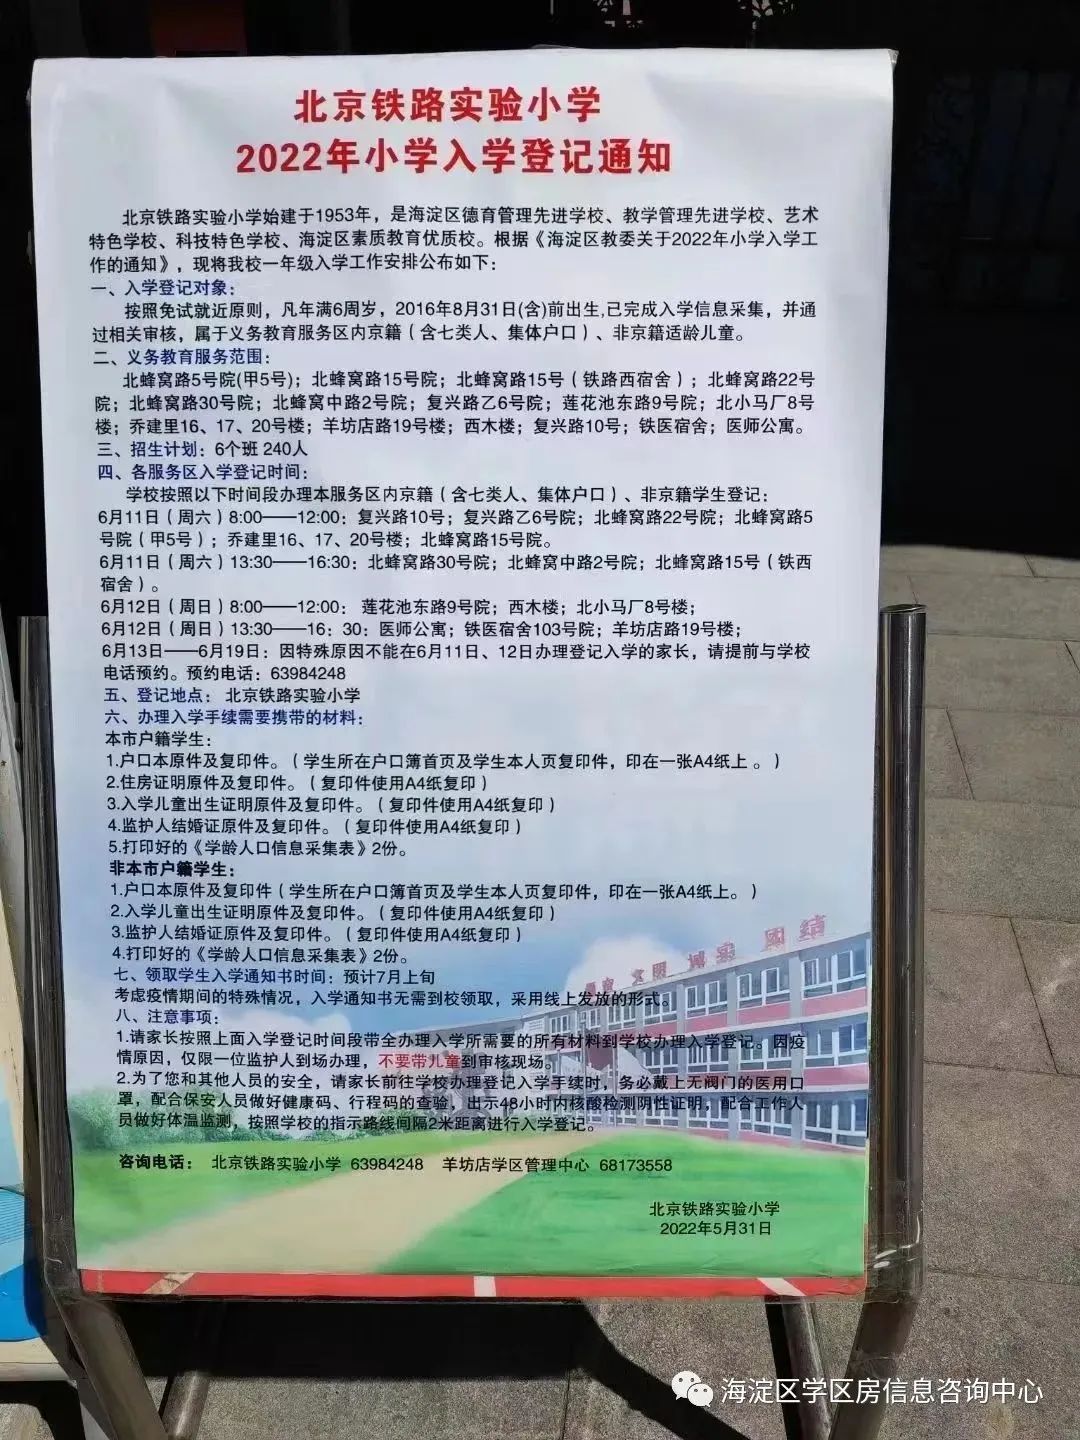 北京铁路实验小学
2022年小学入学登记通知
北京铁路实验小学始建于1953年，是海淀区德育管理先进学校、教学管理先进学校、艺术
特色学校、科技特色学校、海淀区素质教育优质校。根据《海淀区教委关于2022年小学入学工
作的通知》，现将我校一年级入学工作安排公布如下：
一、入学登记对象：
按照免试就近原则，凡年满6周岁，2016年8月31日(含)前出生,已完成入学信息采集，并通
过相关审核，属于义务教育服务区内京籍（含七类人、集体户口）、非京籍适龄儿童。
二、义务教育服务范围：
北蜂窝路5号院(甲5号)；北蜂窝路15号院；北蜂窝路15号（铁路西宿舍）；北蜂窝路22号
院；北蜂窝路30号院；北蜂窝中路2号院；复兴路乙6号院；莲花池东路9号院；北小马厂8号
楼；乔建里16、17、20号楼；羊坊店路19号楼；西木楼；复兴路10号；铁医宿舍；医师公寓。
三、招生计划：6个班 240人
四、各服务区入学登记时间：
学校按照以下时间段办理本服务区内京籍（含七类人、集体户口）、非京籍学生登记：
6月11日（周六）8:00——12:00：复兴路10号；复兴路乙6号院；北蜂窝路22号院；北蜂窝路5
号院（甲5号）；乔建里16、17、20号楼；北蜂窝路15号院。
6月11日（周六）13:30——16:30：北蜂窝路30号院；北蜂窝中路2号院；北蜂窝路15号（铁西
宿舍）。
6月12日（周日）8:00——12:00： 莲花池东路9号院；西木楼；北小马厂8号楼；
6月12日（周日）13:30——16：30：医师公寓；铁医宿舍103号院；羊坊店路19号楼；
6月13日——6月19日：因特殊原因不能在6月11日、12日办理登记入学的家长，请提前与学校
电话预约。预约电话：63984248
五、登记地点： 北京铁路实验小学
六、办理入学手续需要携带的材料：
本市户籍学生：
1.户口本原件及复印件。（学生所在户口簿首页及学生本人页复印件，印在一张A4纸上 。）
2.住房证明原件及复印件。（复印件使用A4纸复印）
3.入学儿童出生证明原件及复印件。（复印件使用A4纸复印）
4.监护人结婚证原件及复印件。（复印件使用A4纸复印）
5.打印好的《学龄人口信息采集表》2份。
非本市户籍学生：
1.户口本原件及复印件（学生所在户口簿首页及学生本人页复印件，印在一张A4纸上。）
2.入学儿童出生证明原件及复印件。（复印件使用A4纸复印）
3.监护人结婚证原件及复印件。（复印件使用A4纸复印）
4.打印好的《学龄人口信息采集表》2份。
七、领取学生入学通知书时间：预计7月上旬
考虑疫情期间的特殊情况，入学通知书无需到校领取，采用线上发放的形式。
八、注意事项：
1.请家长按照上面入学登记时间段带全办理入学所需要的所有材料到学校办理入学登记。因疫
情原因，仅限一位监护人到场办理，不要带儿童到审核现场。
2.为了您和其他人员的安全，请家长前往学校办理登记入学手续时，务必戴上无阀门的医用口
罩，配合保安人员做好健康码、行程码的查验，出示48小时内核酸检测阴性证明，配合工作人
员做好体温监测，按照学校的指示路线间隔2米距离进行入学登记。
咨询电话： 北京铁路实验小学 63984248 羊坊店学区管理中心 68173558
北京铁路实验小学
2022年5月31日
海淀区学区房信息咨询中心